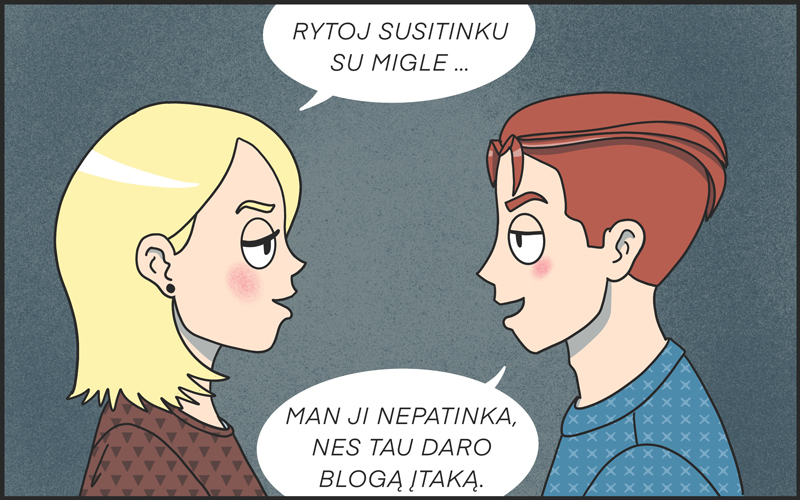 RYTOJ SUSITINKU
SU MIGLE ...
MAN JI NEPATINKA,
NES TAU DARO
BLOGĄ ĮTAKĄ.